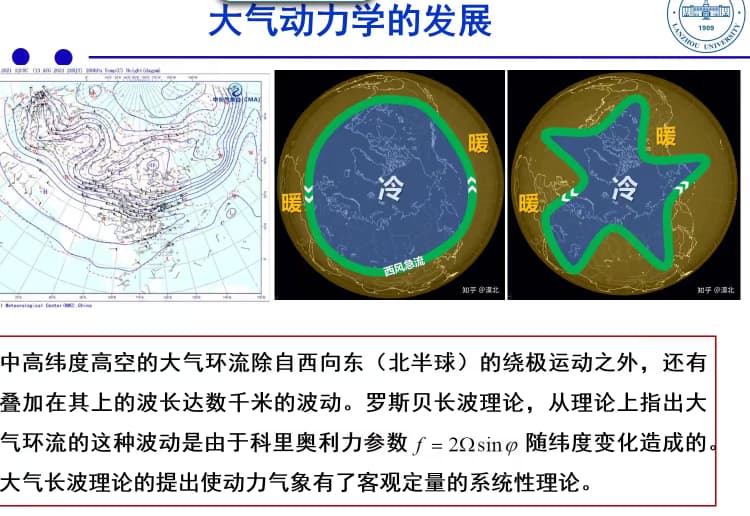 大气动力学的发展
1909
LANZHOU UNIVERSITY
中央气象台(CMA)
暖
暖
冷
西风急流
知乎 @漠北
暖
暖
冷
知乎 @漠北
Meteorological Center(NMC),China
中高纬度高空的大气环流除自西向东（北半球）的绕极运动之外，还有
叠加在其上的波长达数千米的波动。罗斯贝长波理论，从理论上指出大
气环流的这种波动是由于科里奥利力参数 f = 2Ωsinφ 随纬度变化造成的。
大气长波理论的提出使动力气象有了客观定量的系统性理论。